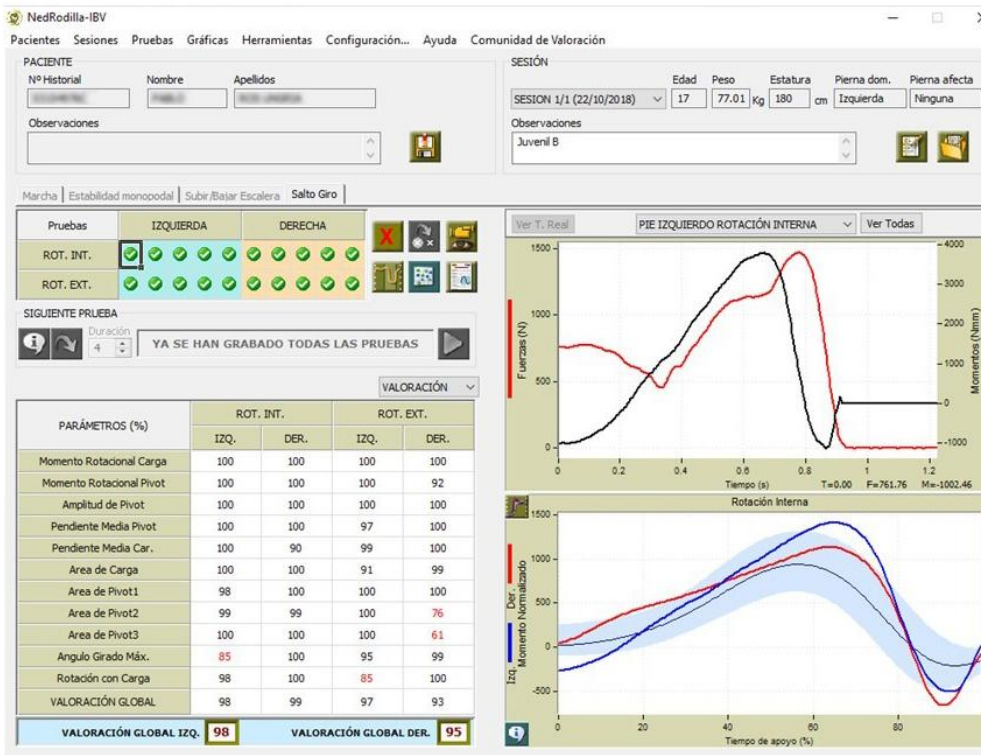 NedRodilla-IBV
Pacientes Sesiones Pruebas Gráficas Herramientas Configuración... Ayuda Comunidad de Valoración
PACIENTE
Nº Historial Nombre Apellidos
Observaciones
SESIÓN
Edad Peso Estatura Pierna dom. Pierna afecta
SESION 1/1 (22/10/2018) 17 77.01 Kg 180 cm Izquierda Ninguna
Observaciones
Juvenil B
Marcha Estabilidad monopodal Subir/Bajar Escalera Salto Giro
Pruebas IZQUIERDA DERECHA
ROT. INT.
ROT. EXT.
SIGUIENTE PRUEBA
Duración
4 YA SE HAN GRABADO TODAS LAS PRUEBAS
VALORACIÓN
PARÁMETROS (%) ROT. INT. ROT. EXT.
IZQ. DER. IZQ. DER.
Momento Rotacional Carga 100 100 100 100
Momento Rotacional Pivot 100 100 100 92
Amplitud de Pivot 100 100 100 100
Pendiente Media Pivot 100 100 97 100
Pendiente Media Car. 100 90 99 100
Area de Carga 100 100 91 99
Area de Pivot1 98 100 100 100
Area de Pivot2 99 99 100 76
Area de Pivot3 100 100 100 61
Angulo Girado Máx. 85 100 95 99
Rotación con Carga 98 100 85 100
VALORACIÓN GLOBAL 98 99 97 93
VALORACIÓN GLOBAL IZQ. 98 VALORACIÓN GLOBAL DER. 95
Ver T. Real PIE IZQUIERDO ROTACIÓN INTERNA Ver Todas
1500 4000
3000
1000 2000
1000
500 0
0 -1000
Fuerzas (N)
Momentos (Nmm)
0 0.2 0.4 0.6 0.8 1 1.2
Tiempo (s) T=0.00 F=761.76 M=-1002.46
Rotación Interna
1500
1000
500
0
-500
Izq. Der.
Momento Normalizado
0 20 40 60 80
Tiempo de apoyo (%)